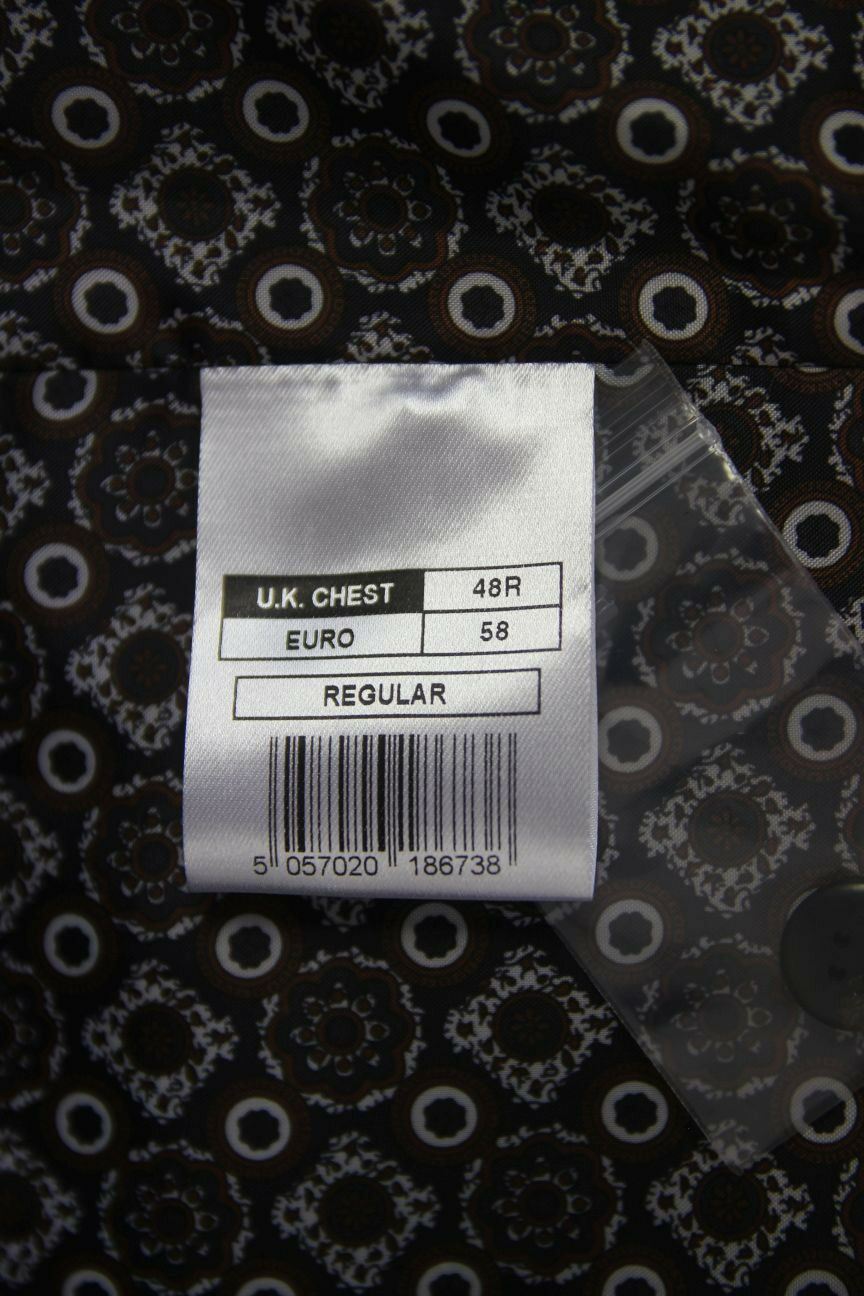 U.K. CHEST 48R
EURO 58
REGULAR
5 057020 186738